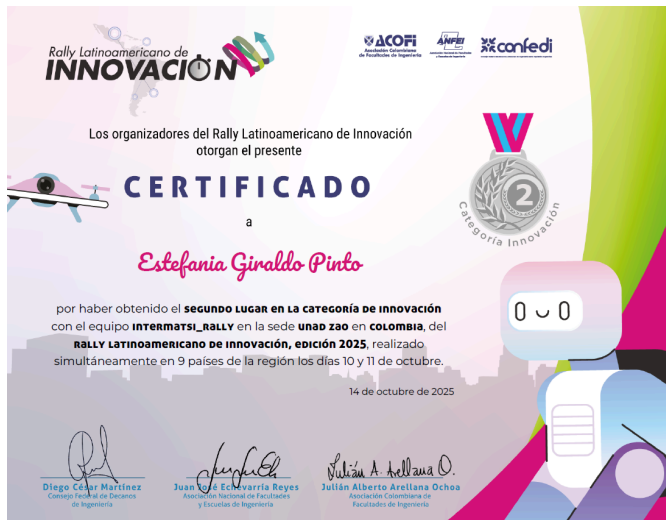 Rally Latinoamericano de
INNOVACIÓN
ACOFI
Asociación Colombiana
de Facultades de Ingeniería
ANFEI
confedi
Los organizadores del Rally Latinoamericano de Innovación
otorgan el presente
CERTIFICADO
a
2
Categoría Innovación
Estefania Giraldo Pinto
por haber obtenido el SEGUNDO LUGAR EN LA CATEGORÍA DE INNOVACIÓN
con el equipo INTERMATSI_RALLY en la sede UNAD ZAO en COLOMBIA, del
RALLY LATINOAMERICANO DE INNOVACIÓN, EDICIÓN 2025, realizado
simultáneamente en 9 países de la región los días 10 y 11 de octubre.
14 de octubre de 2025
Julián A. Arellana O.
Diego César Martínez
Consejo Federal de Decanos
de Ingeniería
Juan José Echevarría Reyes
Asociación Nacional de Facultades
y Escuelas de Ingeniería
Julián Alberto Arellana Ochoa
Asociación Colombiana de
Facultades de Ingeniería